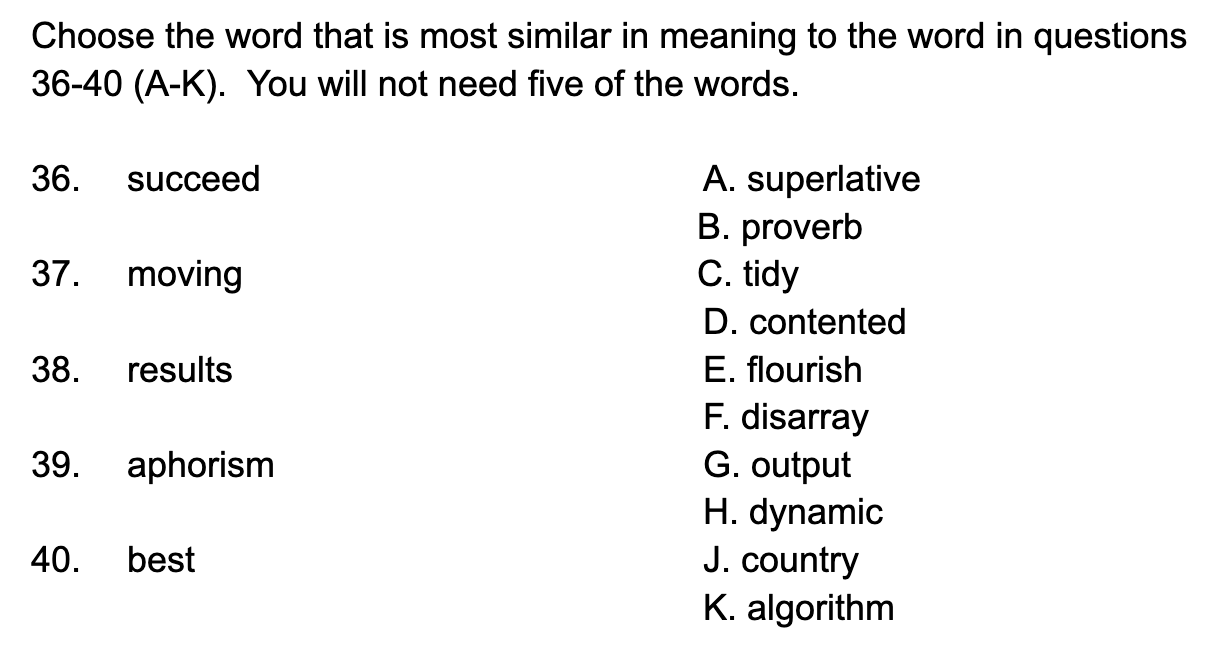 Choose the word that is most similar in meaning to the word in questions
36-40 (A-K).  You will not need five of the words.
36. succeed
A. superlative
B. proverb
37. moving
C. tidy
D. contented
38. results
E. flourish
F. disarray
39. aphorism
G. output
H. dynamic
40. best
J. country
K. algorithm